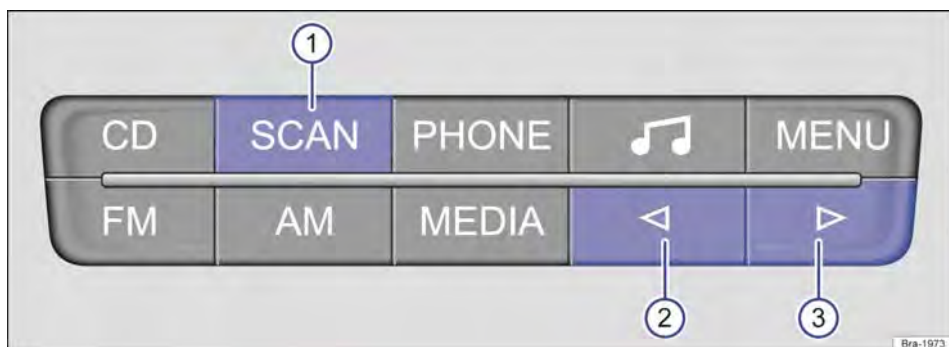 1
CD SCAN PHONE MENU
FM AM MEDIA
2 3
Bra-1973